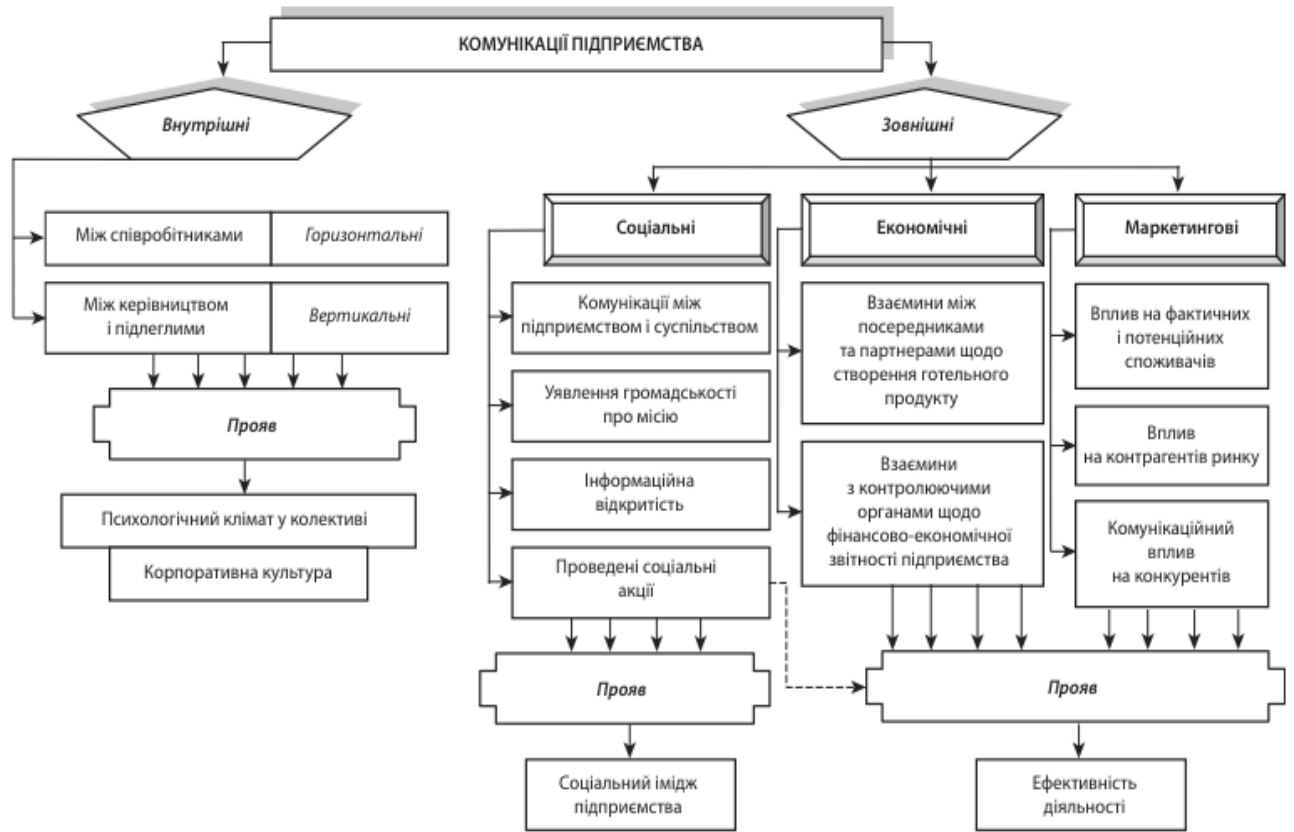 КОМУНІКАЦІЇ ПІДПРИЄМСТВА
Внутрішні
Зовнішні
Між співробітниками
Горизонтальні
Між керівництвом
і підлеглими
Вертикальні
Прояв
Психологічний клімат у колективі
Корпоративна культура
Соціальні
Комунікації між
підприємством і суспільством
Уявлення громадськості
про місію
Інформаційна
відкритість
Проведені соціальні
акції
Прояв
Соціальний імідж
підприємства
Економічні
Взаємини між
посередниками
та партнерами щодо
створення готельного
продукту
Взаємини
з контролюючими
органами щодо
фінансово-економічної
звітності підприємства
Маркетингові
Вплив на фактичних
і потенційних
споживачів
Вплив
на контрагентів ринку
Комунікаційний
вплив
на конкурентів
Прояв
Ефективність
діяльності